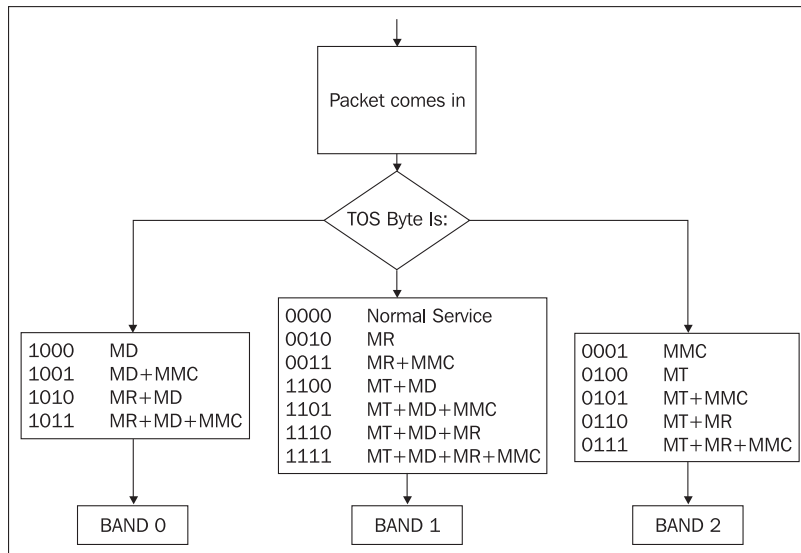 Packet comes in
TOS Byte Is:
1000 MD
1001 MD+MMC
1010 MR+MD
1011 MR+MD+MMC
0000 Normal Service
0010 MR
0011 MR+MMC
1100 MT+MD
1101 MT+MD+MMC
1110 MT+MD+MR
1111 MT+MD+MR+MMC
0001 MMC
0100 MT
0101 MT+MMC
0110 MT+MR
0111 MT+MR+MMC
BAND 0
BAND 1
BAND 2